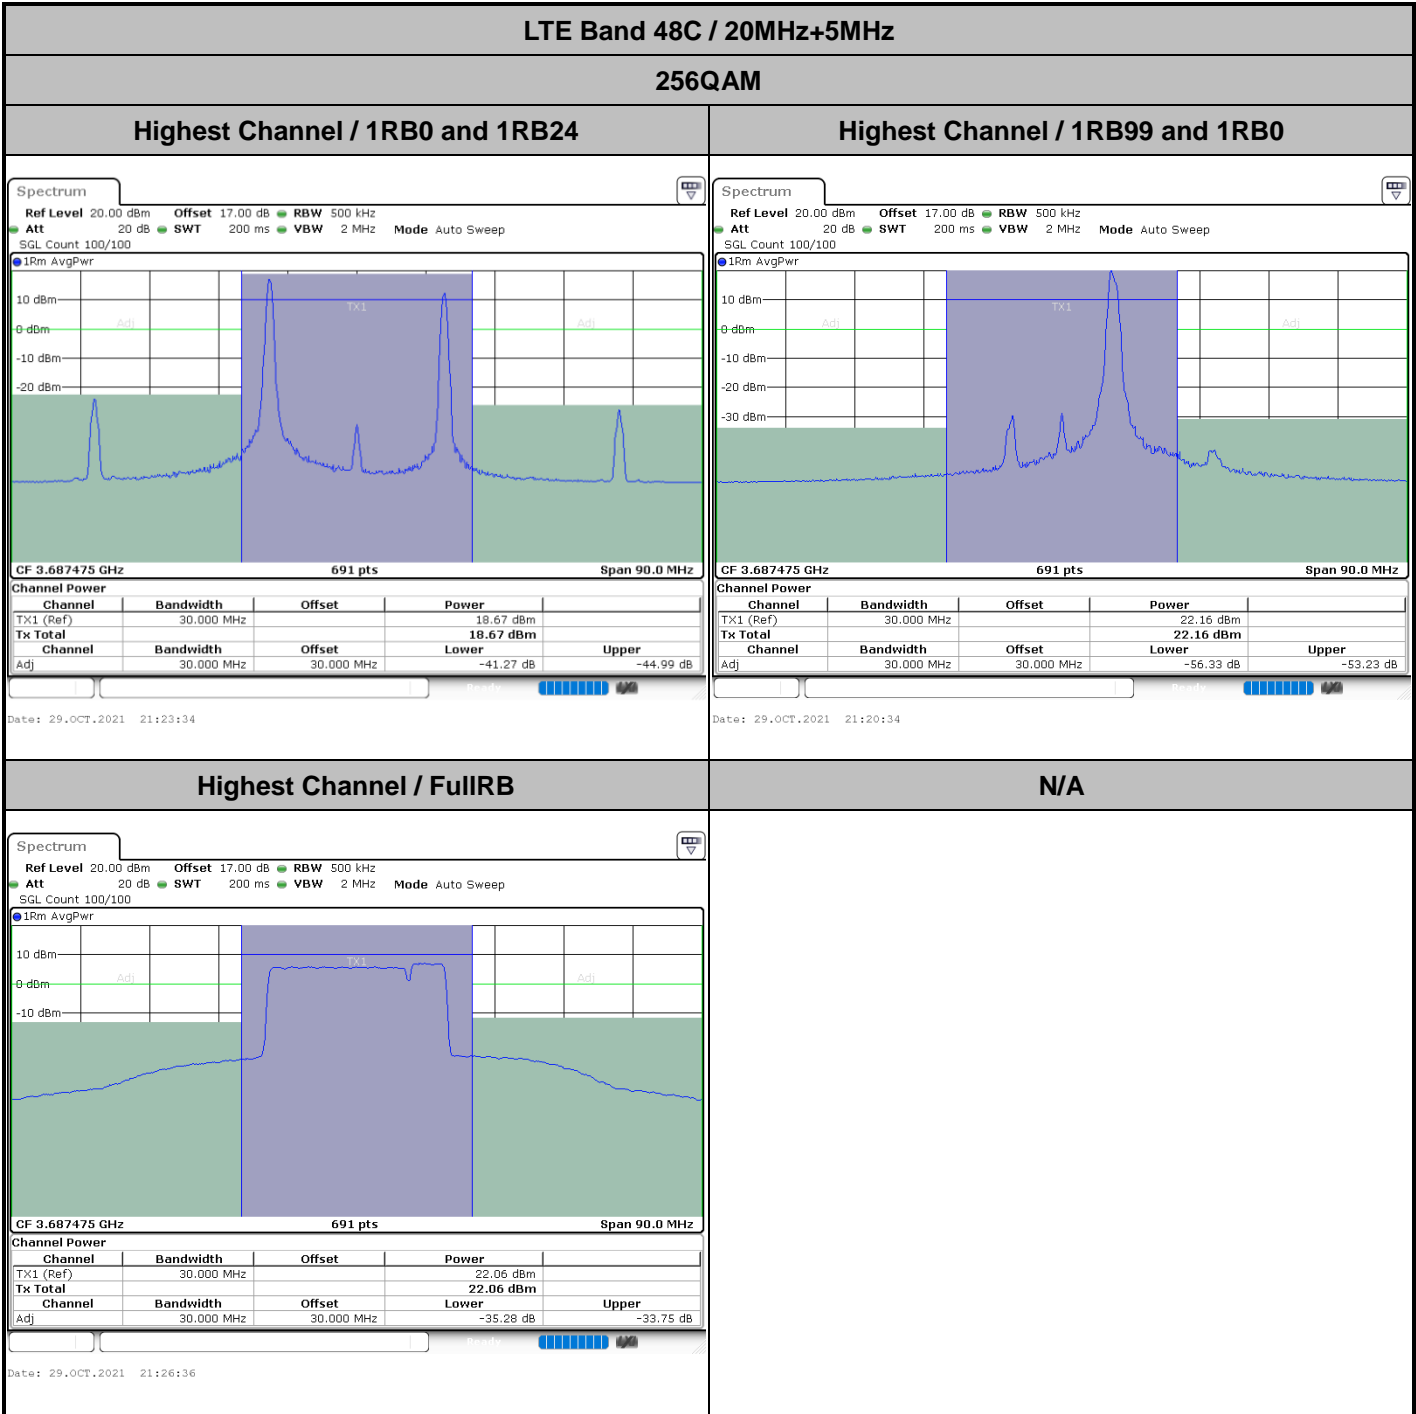 LTE Band 48C / 20MHz+5MHz
256QAM
Highest Channel / 1RB0 and 1RB24
Highest Channel / 1RB99 and 1RB0
Spectrum
Ref Level 20.00 dBm Offset 17.00 dB RBW 500 kHz
Att 20 dB SWT 200 ms VBW 2 MHz Mode Auto Sweep
SGL Count 100/100
1Rm AvgPwr
10 dBm
TX1
Adj
Adj
0 dBm
-10 dBm
-20 dBm
CF 3.687475 GHz 691 pts Span 90.0 MHz
Channel Power
Channel Bandwidth Offset Power
TX1 (Ref) 30.000 MHz 18.67 dBm
Tx Total 18.67 dBm
Channel Bandwidth Offset Lower Upper
Adj 30.000 MHz 30.000 MHz -41.27 dB -44.99 dB
Ready
Date: 29.OCT.2021 21:23:34
Spectrum
Ref Level 20.00 dBm Offset 17.00 dB RBW 500 kHz
Att 20 dB SWT 200 ms VBW 2 MHz Mode Auto Sweep
SGL Count 100/100
1Rm AvgPwr
10 dBm
TX1
Adj
Adj
0 dBm
-10 dBm
-20 dBm
-30 dBm
CF 3.687475 GHz 691 pts Span 90.0 MHz
Channel Power
Channel Bandwidth Offset Power
TX1 (Ref) 30.000 MHz 22.16 dBm
Tx Total 22.16 dBm
Channel Bandwidth Offset Lower Upper
Adj 30.000 MHz 30.000 MHz -56.33 dB -53.23 dB
Ready
Date: 29.OCT.2021 21:20:34
Highest Channel / FullRB
N/A
Spectrum
Ref Level 20.00 dBm Offset 17.00 dB RBW 500 kHz
Att 20 dB SWT 200 ms VBW 2 MHz Mode Auto Sweep
SGL Count 100/100
1Rm AvgPwr
10 dBm
TX1
Adj
Adj
0 dBm
-10 dBm
CF 3.687475 GHz 691 pts Span 90.0 MHz
Channel Power
Channel Bandwidth Offset Power
TX1 (Ref) 30.000 MHz 22.06 dBm
Tx Total 22.06 dBm
Channel Bandwidth Offset Lower Upper
Adj 30.000 MHz 30.000 MHz -35.28 dB -33.75 dB
Ready
Date: 29.OCT.2021 21:26:36